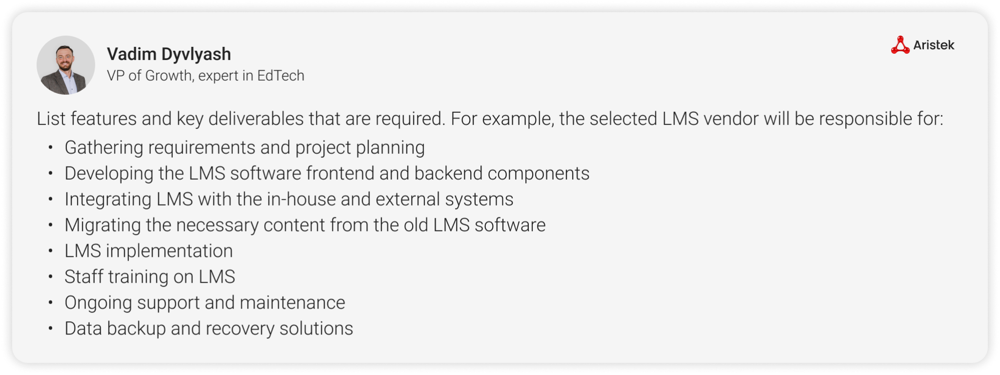 Vadim Dyvlyash
VP of Growth, expert in EdTech
Aristek
List features and key deliverables that are required. For example, the selected LMS vendor will be responsible for:
• Gathering requirements and project planning
• Developing the LMS software frontend and backend components
• Integrating LMS with the in-house and external systems
• Migrating the necessary content from the old LMS software
• LMS implementation
• Staff training on LMS
• Ongoing support and maintenance
• Data backup and recovery solutions